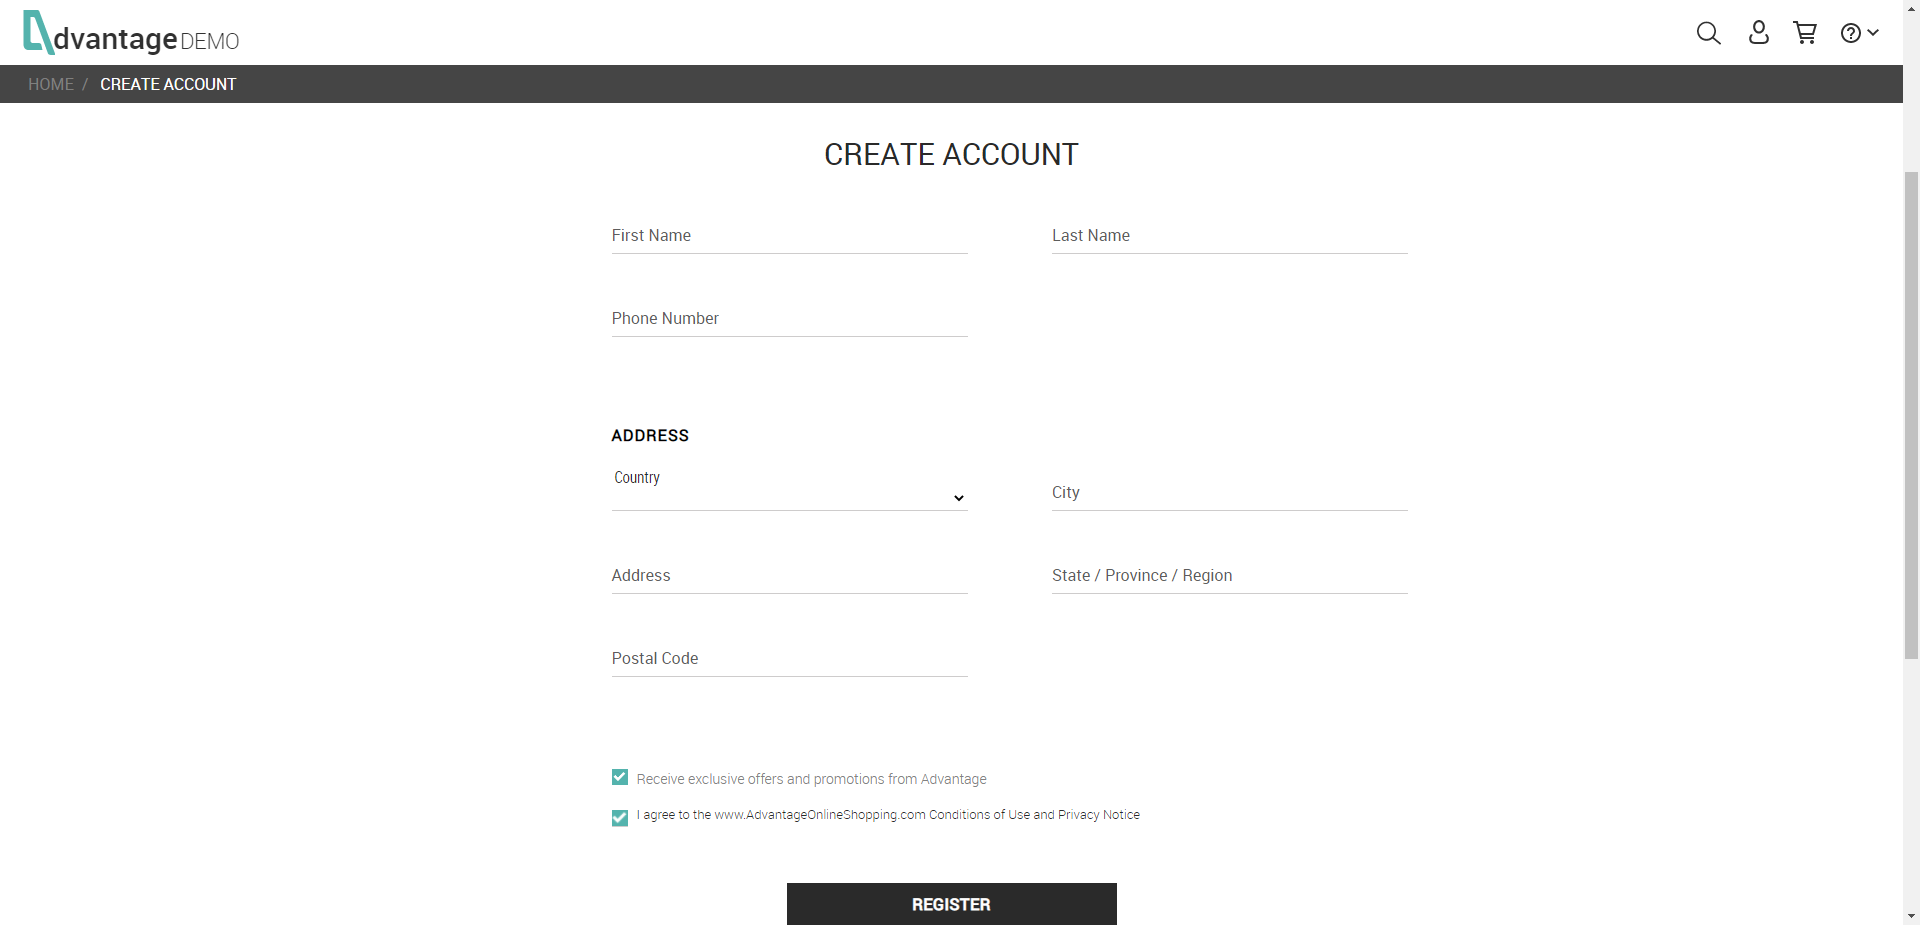 dvantage DEMO
HOME / CREATE ACCOUNT
CREATE ACCOUNT
First Name
Last Name
Phone Number
ADDRESS
Country
City
Address
State / Province / Region
Postal Code
Receive exclusive offers and promotions from Advantage
I agree to the www.AdvantageOnlineShopping.com Conditions of Use and Privacy Notice
REGISTER